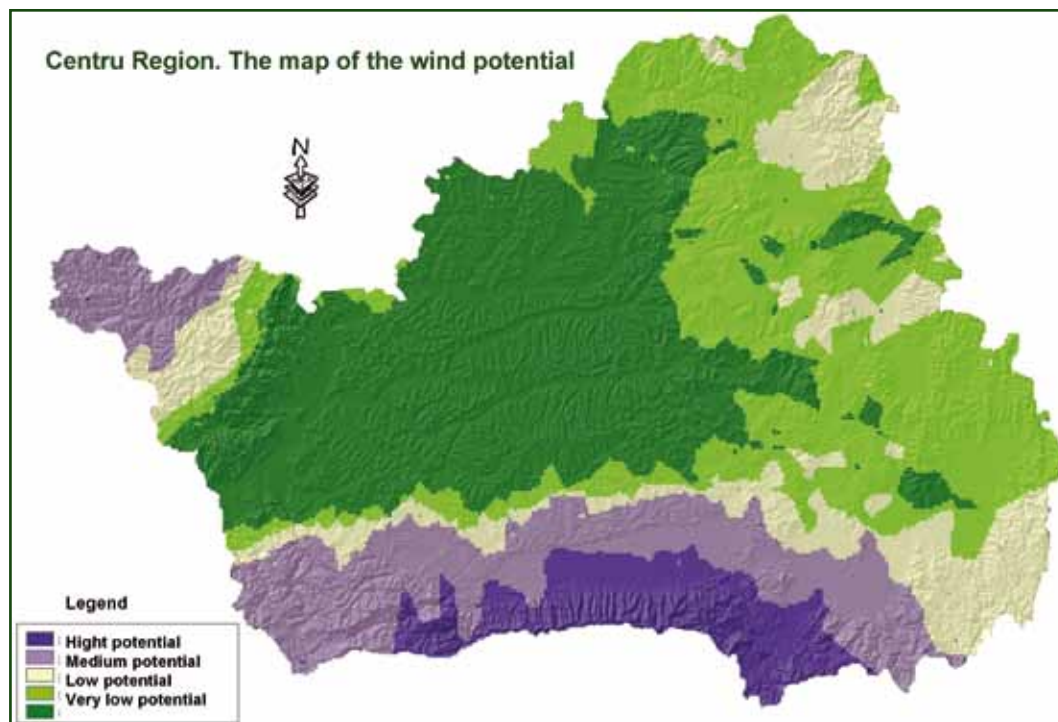 Centru Region. The map of the wind potential
N
Legend
Hight potential
Medium potential
Low potential
Very low potential